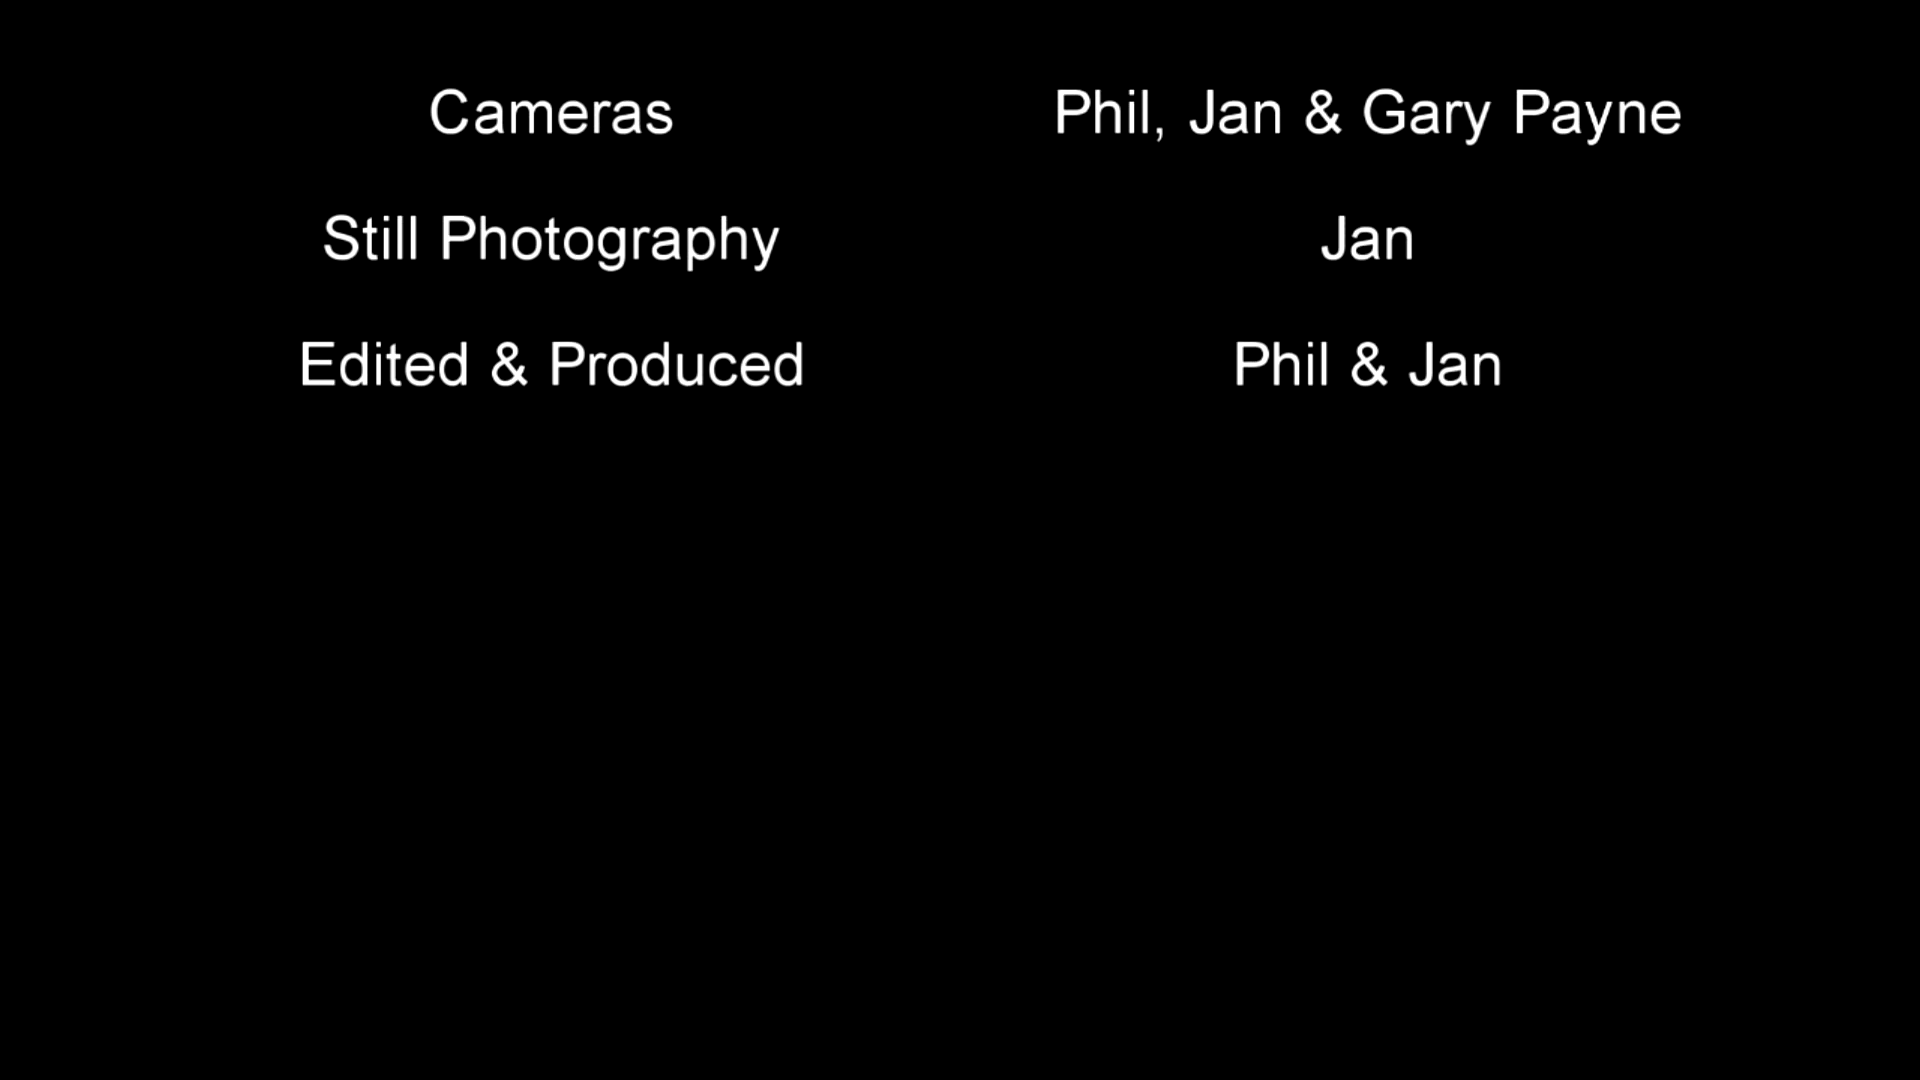 Cameras Phil, Jan & Gary Payne
Still Photography Jan
Edited & Produced Phil & Jan